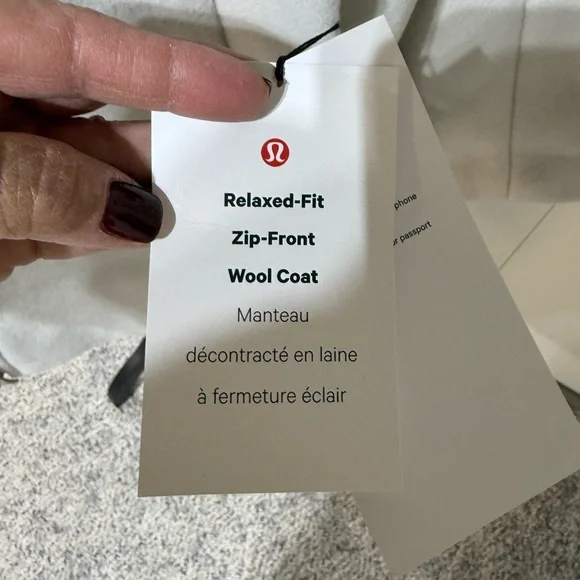 Relaxed-Fit
Zip-Front
Wool Coat
Manteau
décontracté en laine
à fermeture éclair
phone
passport